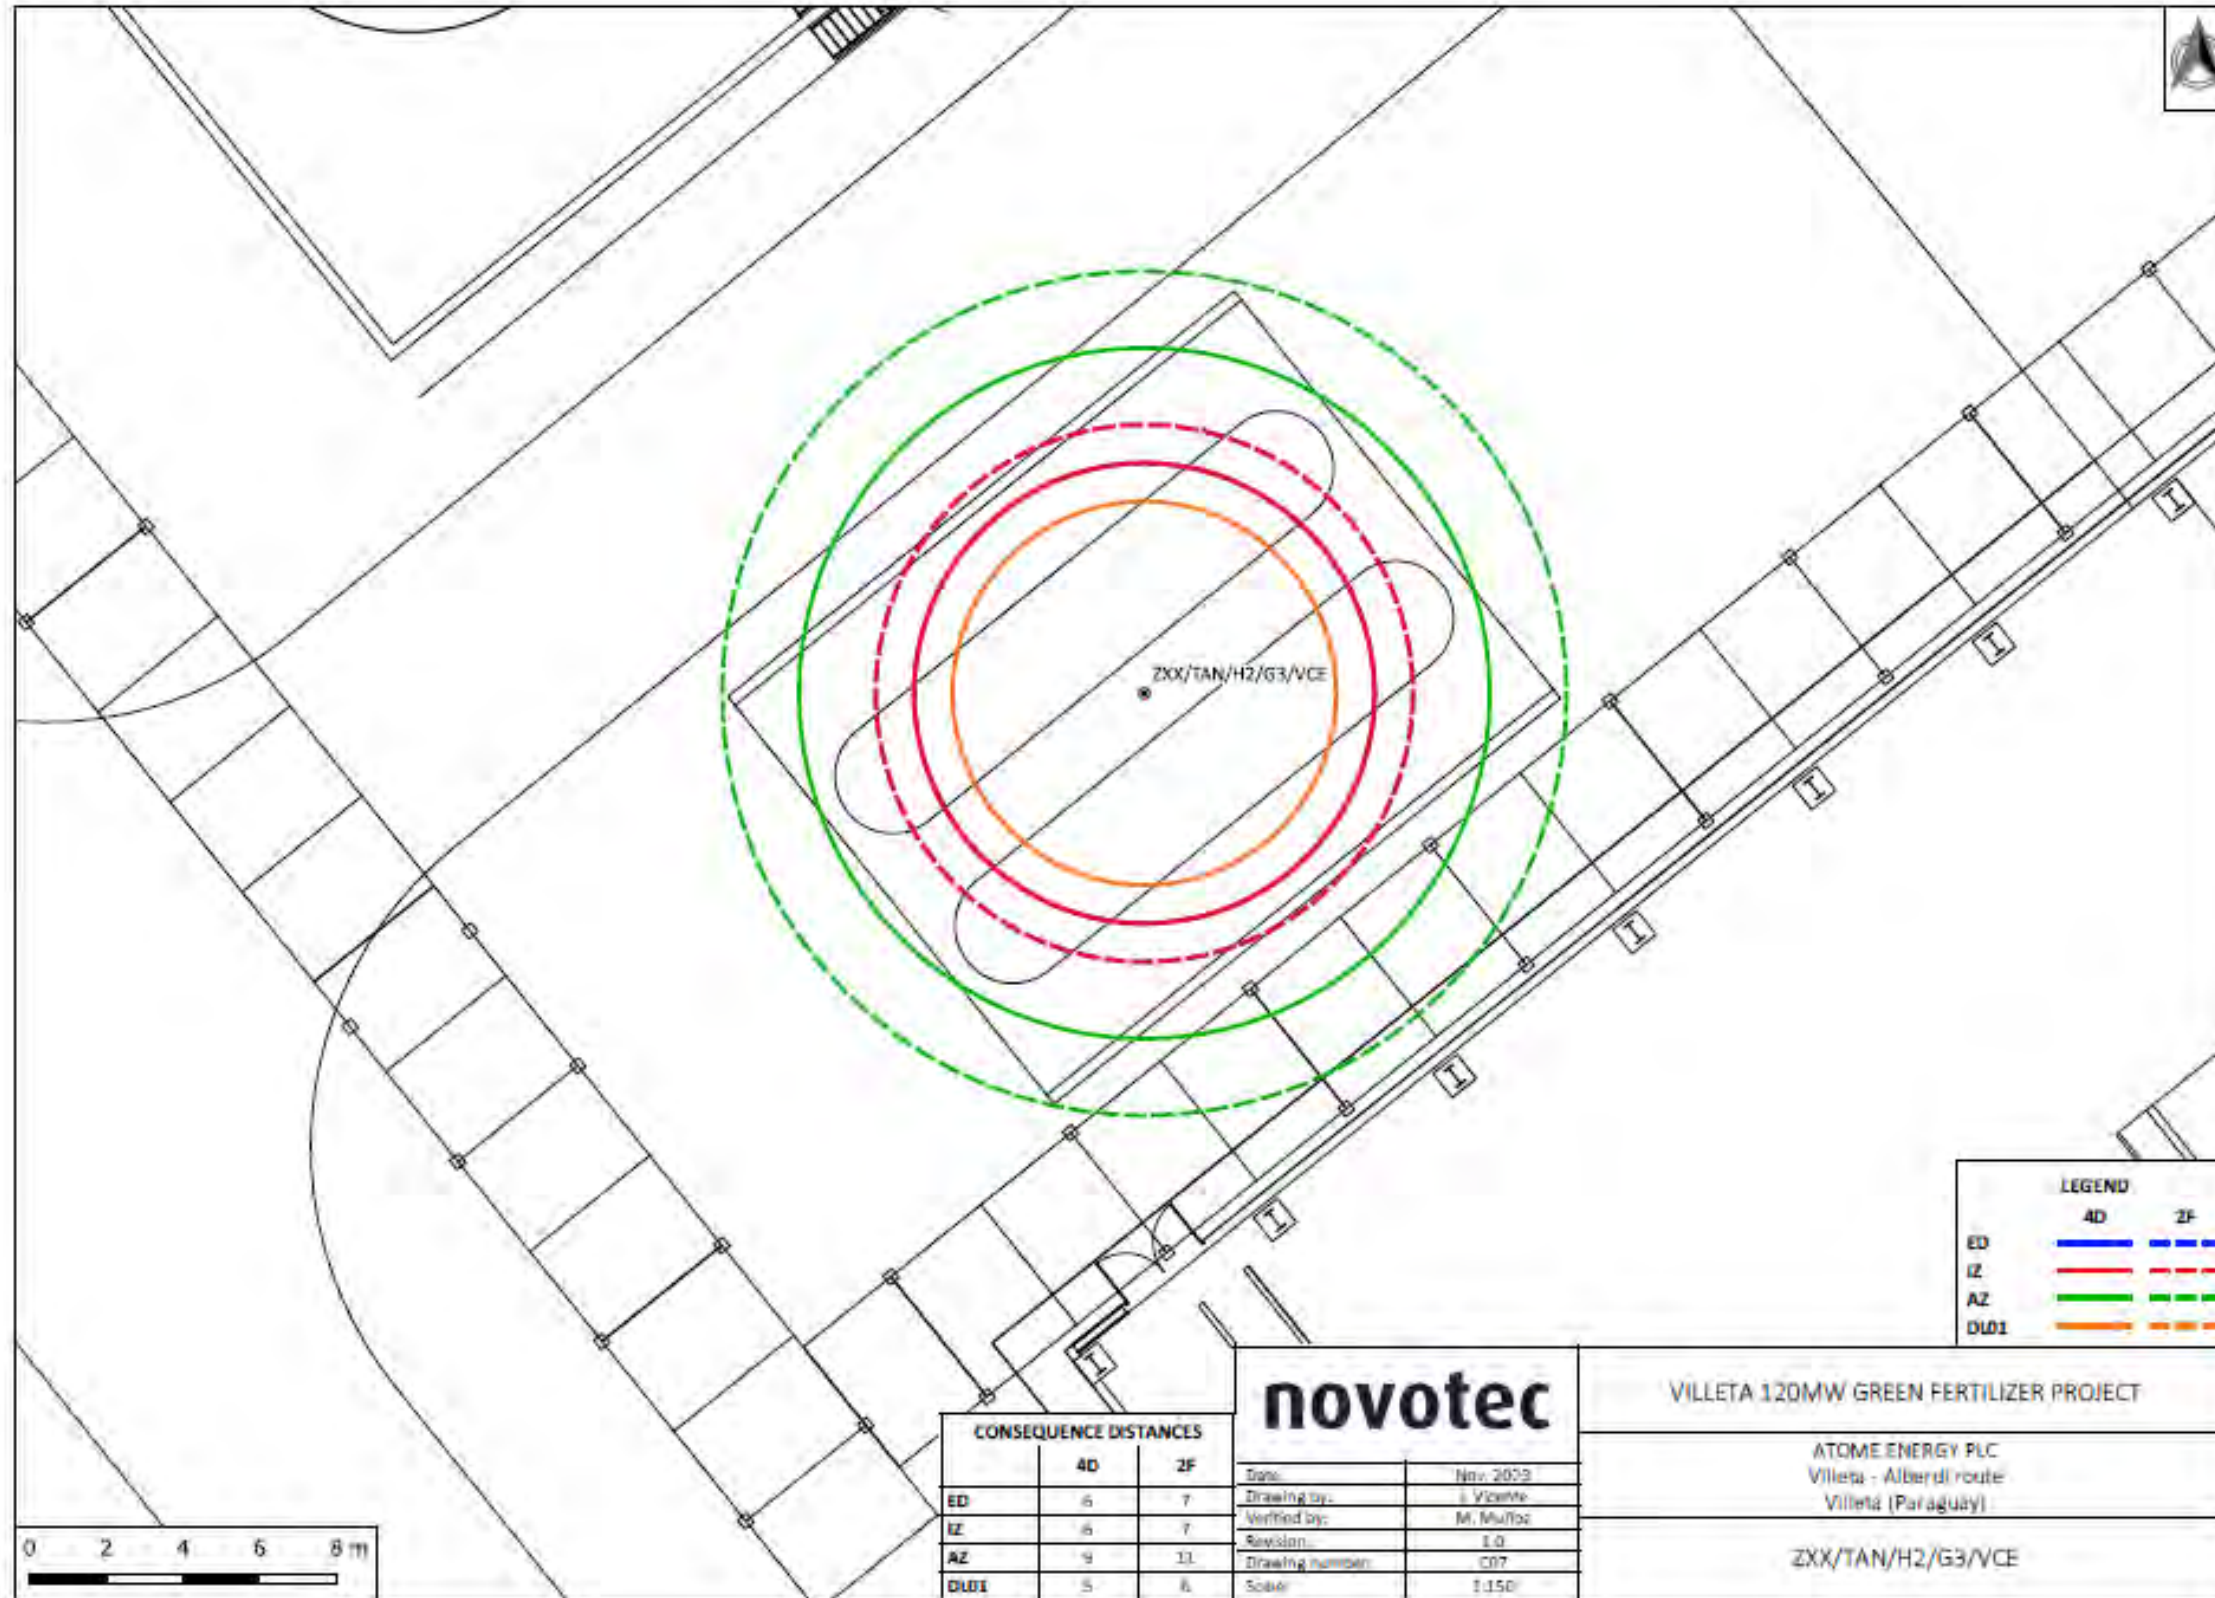 ZXX/TAN/H2/G3/VCE
LEGEND
4D 2F
ED
IZ
AZ
DL01
0 2 4 6 8 m
CONSEQUENCE DISTANCES
4D 2F
ED 6 7
IZ 6 7
AZ 9 11
DL01 5 6
novotec
Date: Nov. 2023
Drawing by: J. Vicente
Verified by: M. Muñoz
Revision: 1.0
Drawing number: C07
Scale: 1:150
VILLETA 120MW GREEN FERTILIZER PROJECT
ATOME ENERGY PLC
Villeta - Alberdi route
Villeta (Paraguay)
ZXX/TAN/H2/G3/VCE